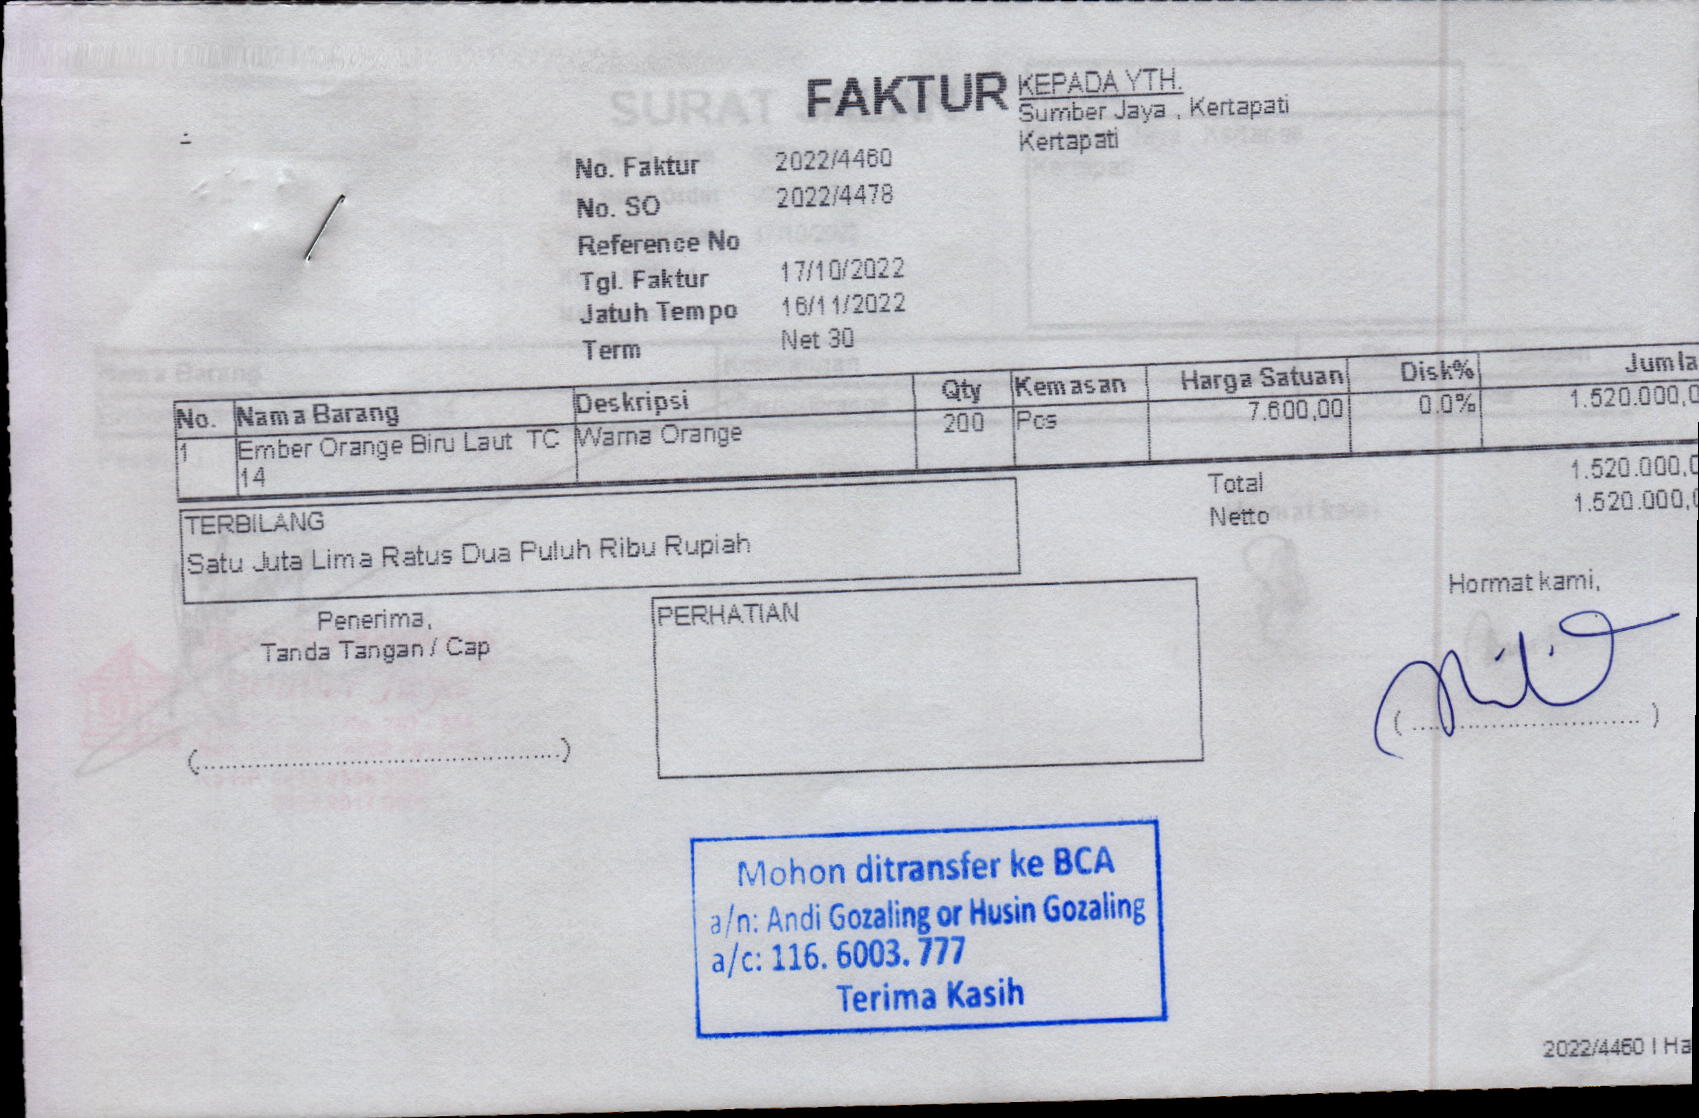 FAKTUR
KEPADA YTH.
Sumber Jaya , Kertapati
Kertapati
No. Faktur 2022/4460
No. SO 2022/4478
Reference No
Tgl. Faktur 17/10/2022
Jatuh Tempo 16/11/2022
Term Net 30
No. Nama Barang Deskripsi Qty Kemasan Harga Satuan Disk% Jumla
1 Ember Orange Biru Laut TC Warna Orange 200 Pcs 7.600,00 0.0% 1.520.000,0
14
Total 1.520.000,0
Netto 1.520.000,0
TERBILANG
Satu Juta Lima Ratus Dua Puluh Ribu Rupiah
Penerima,
Tanda Tangan / Cap
(................................................)
PERHATIAN
Hormat kami,
(..............................)
Mohon ditransfer ke BCA
a/n: Andi Gozaling or Husin Gozaling
a/c: 116. 6003. 777
Terima Kasih
2022/4460 | Ha